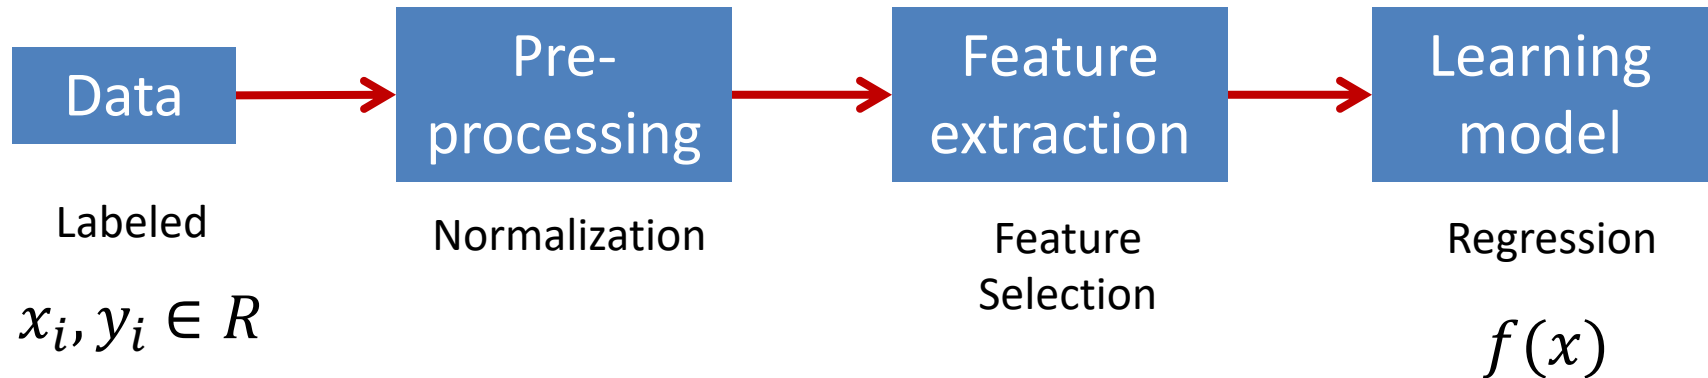 Data
Pre-
processing
Feature
extraction
Learning
model
Labeled
Normalization
Feature
Selection
Regression
x_i, y_i ∈ R
f(x)